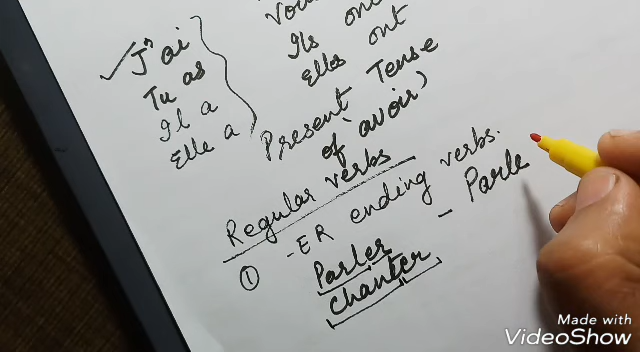 J'ai
Tu as
Il a
Elle a
Vou
Ils ont
Elles ont
Present Tense
of 'avoir)
Regular verbs
① -ER ending verbs.
Parler - Parle
chanter
Made with
VideoShow